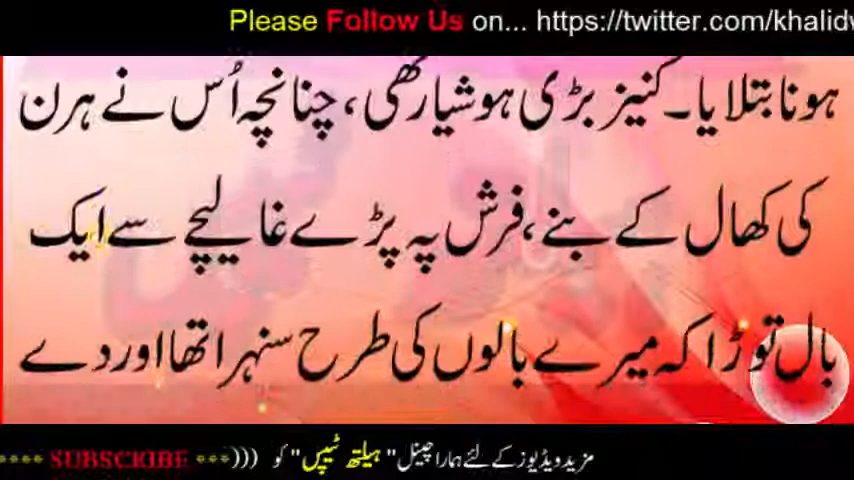 Please Follow Us on... https://twitter.com/khalid
ہونا بتلایا۔ کنیز بڑی ہوشیار تھی، چنانچہ اُس نے ہرن
کی کھال کے بنے، فرش پہ پڑے غالیچے سے ایک
بال توڑا کہ میرے بالوں کی طرح سنہرا تھا اور دے
مزید ویڈیوز کے لئے ہمارا چینل "ہیلتھ ٹیپس" کو ))) *** SUBSCRIBE ****